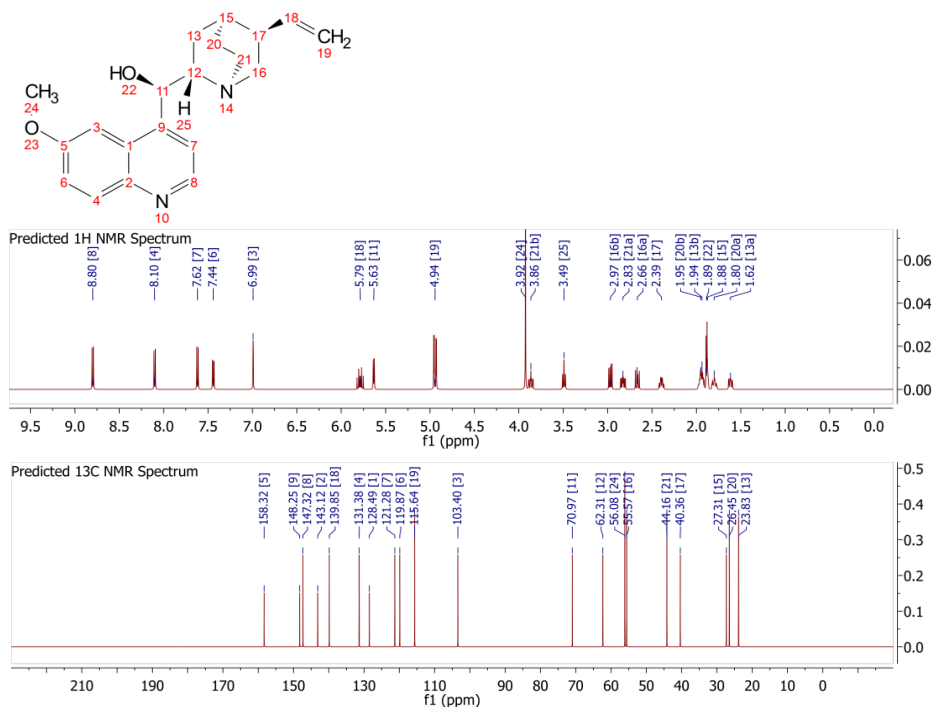 15 18 CH2
13 17 19
20
21
HO 12 16
22 11 N
H 14
CH3 25
24 9
O 3 1 7
23 5
6 2 8
4 N
10
Predicted 1H NMR Spectrum
8.80 [8]
8.10 [4]
7.62 [7]
7.44 [6]
6.99 [3]
5.79 [18]
5.63 [11]
4.94 [19]
3.92 [24]
3.86 [21b]
3.49 [25]
2.97 [16b]
2.83 [21a]
2.66 [16a]
2.39 [17]
1.95 [20b]
1.94 [13b]
1.89 [22]
1.88 [15]
1.80 [20a]
1.62 [13a]
0.06
0.04
0.02
0.00
9.5 9.0 8.5 8.0 7.5 7.0 6.5 6.0 5.5 5.0 4.5 4.0 3.5 3.0 2.5 2.0 1.5 1.0 0.5 0.0
f1 (ppm)
Predicted 13C NMR Spectrum
158.32 [5]
148.25 [9]
147.32 [8]
143.12 [2]
139.85 [18]
131.38 [4]
128.49 [1]
121.28 [7]
119.87 [6]
115.64 [19]
103.40 [3]
70.97 [11]
62.31 [12]
56.08 [24]
55.57 [16]
44.16 [21]
40.36 [17]
27.31 [15]
26.45 [20]
23.83 [13]
0.5
0.4
0.3
0.2
0.1
0.0
210 190 170 150 130 110 90 80 70 60 50 40 30 20 10 0
f1 (ppm)